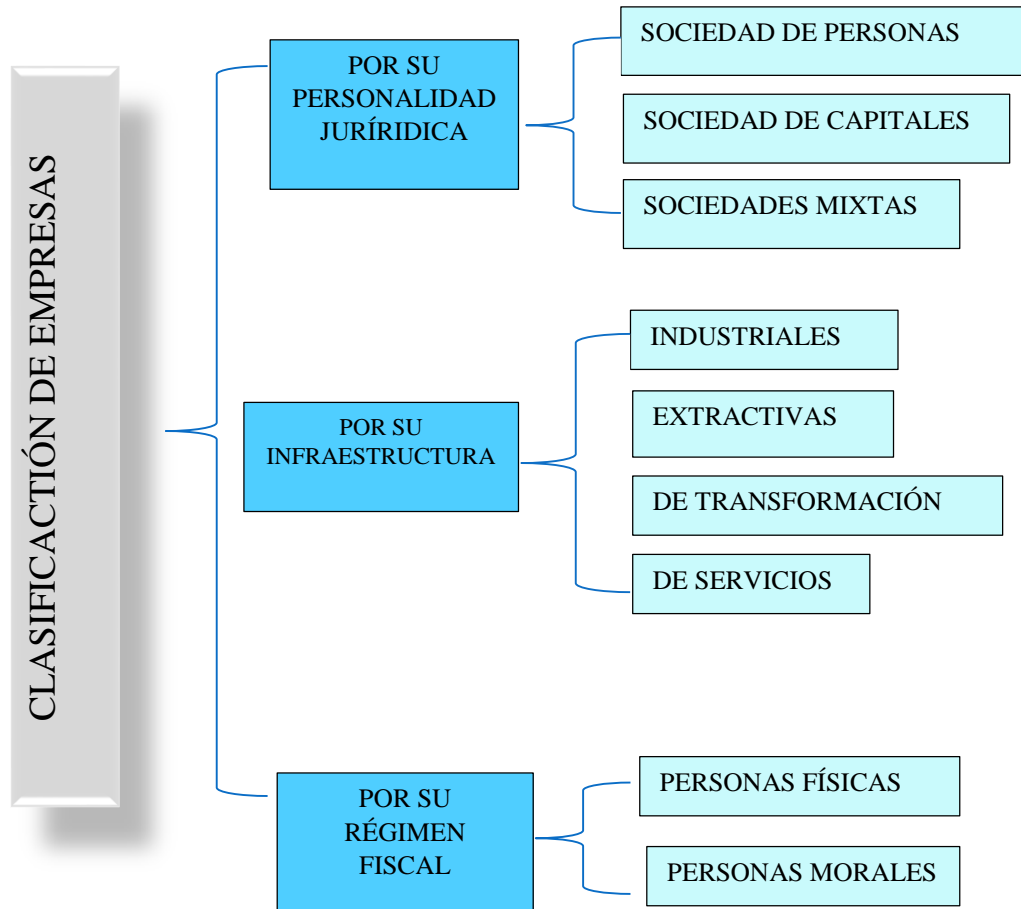 CLASIFICACTIÓN DE EMPRESAS
POR SU
PERSONALIDAD
JURÍRIDICA
SOCIEDAD DE PERSONAS
SOCIEDAD DE CAPITALES
SOCIEDADES MIXTAS
POR SU
INFRAESTRUCTURA
INDUSTRIALES
EXTRACTIVAS
DE TRANSFORMACIÓN
DE SERVICIOS
POR SU
RÉGIMEN
FISCAL
PERSONAS FÍSICAS
PERSONAS MORALES